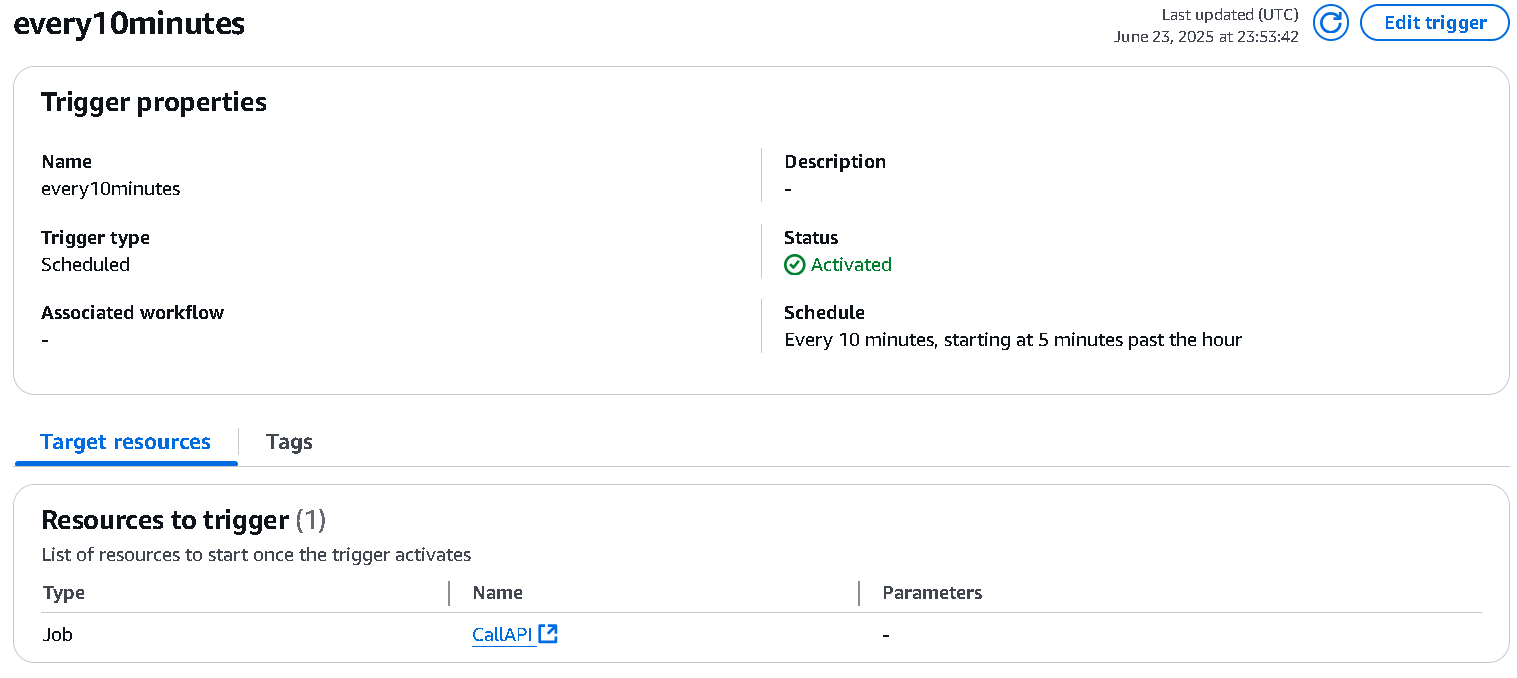 every10minutes
Last updated (UTC)
June 23, 2025 at 23:53:42
Edit trigger
Trigger properties
Name
every10minutes
Description
-
Trigger type
Scheduled
Status
Activated
Associated workflow
-
Schedule
Every 10 minutes, starting at 5 minutes past the hour
Target resources
Tags
Resources to trigger (1)
List of resources to start once the trigger activates
Type Name Parameters
Job CallAPI -